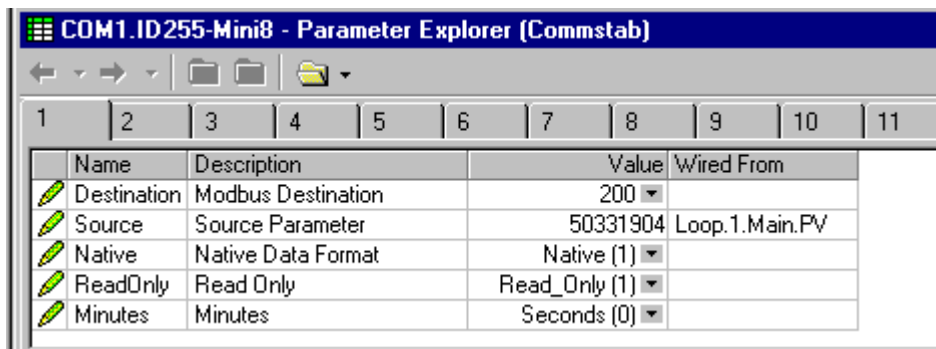 COM1.ID255-Mini8 - Parameter Explorer (Commstab)
1 2 3 4 5 6 7 8 9 10 11
Name Description Value Wired From
Destination Modbus Destination 200
Source Source Parameter 50331904 Loop.1.Main.PV
Native Native Data Format Native (1)
ReadOnly Read Only Read_Only (1)
Minutes Minutes Seconds (0)